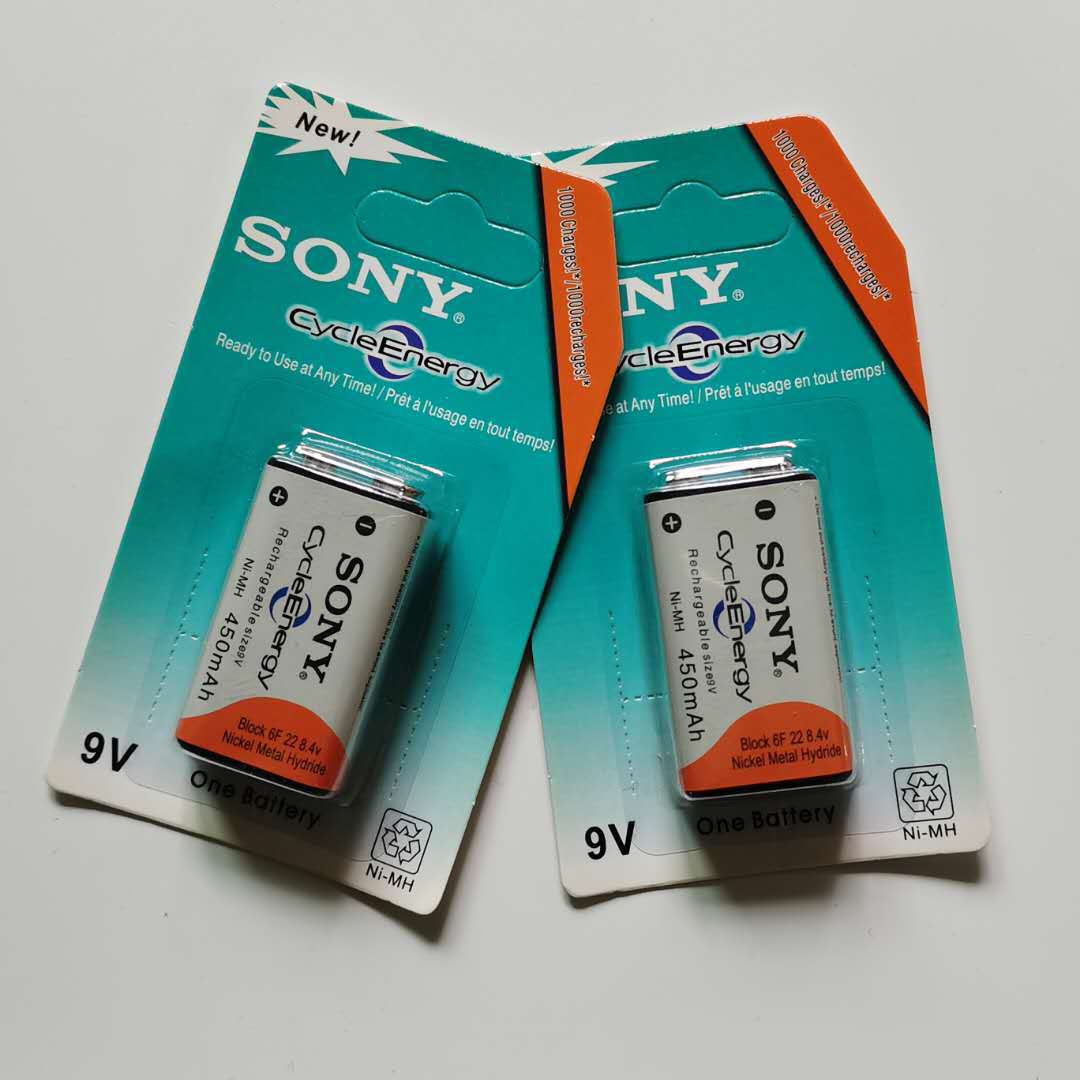 New!
SONY®
CycleEnergy
Ready to Use at Any Time! / Prêt à l'usage en tout temps!
1000 Charges!*/1000recharges!*
+
-
SONY®
CycleEnergy
Rechargeable size9V
Ni-MH 450mAh
Block 6F 22 8.4v
Nickel Metal Hydride
9V
One Battery
Ni-MH
1000 Charges!*/1000recharges!*
NY®
ycleEnergy
e at Any Time! / Prêt à l'usage en tout temps!
+
-
SONY®
CycleEnergy
Rechargeable size9V
Ni-MH 450mAh
Block 6F 22 8.4v
Nickel Metal Hydride
9V
One Battery
Ni-MH